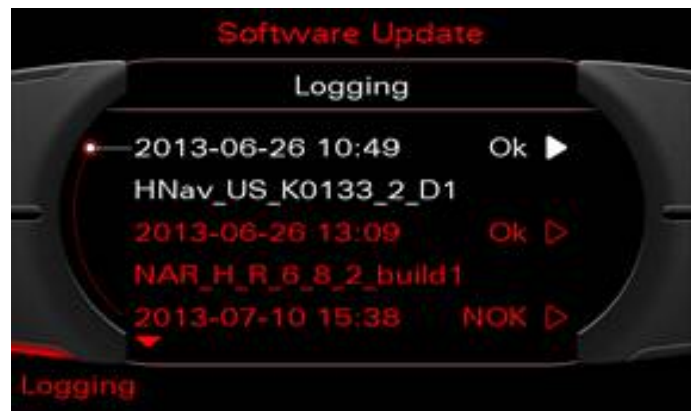 Software Update
Logging
2013-06-26 10:49 Ok
HNav_US_K0133_2_D1
2013-06-26 13:09 Ok
NAR_H_R_6_8_2_build1
2013-07-10 15:38 NOK
Logging